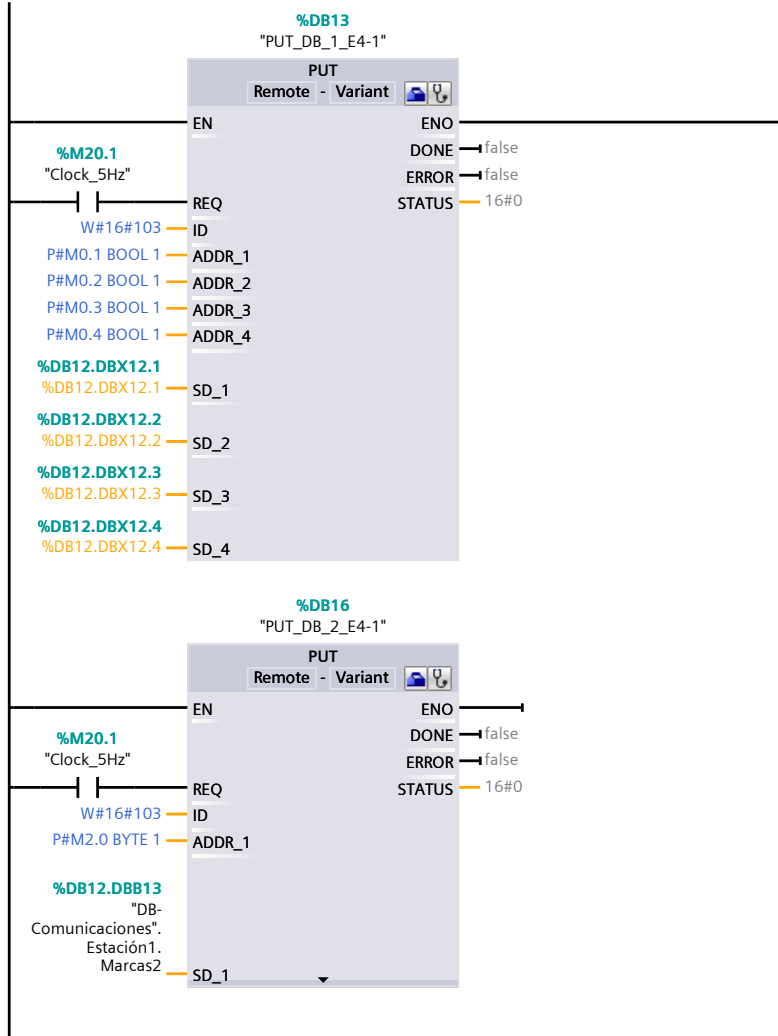 %DB13
"PUT_DB_1_E4-1"
PUT
Remote - Variant
EN ENO
DONE false
%M20.1
"Clock_5Hz"
ERROR false
REQ STATUS 16#0
W#16#103 ID
P#M0.1 BOOL 1 ADDR_1
P#M0.2 BOOL 1 ADDR_2
P#M0.3 BOOL 1 ADDR_3
P#M0.4 BOOL 1 ADDR_4
%DB12.DBX12.1
%DB12.DBX12.1 SD_1
%DB12.DBX12.2
%DB12.DBX12.2 SD_2
%DB12.DBX12.3
%DB12.DBX12.3 SD_3
%DB12.DBX12.4
%DB12.DBX12.4 SD_4
%DB16
"PUT_DB_2_E4-1"
PUT
Remote - Variant
EN ENO
DONE false
%M20.1
"Clock_5Hz"
ERROR false
REQ STATUS 16#0
W#16#103 ID
P#M2.0 BYTE 1 ADDR_1
%DB12.DBB13
"DB-
Comunicaciones".
Estación1.
Marcas2
SD_1